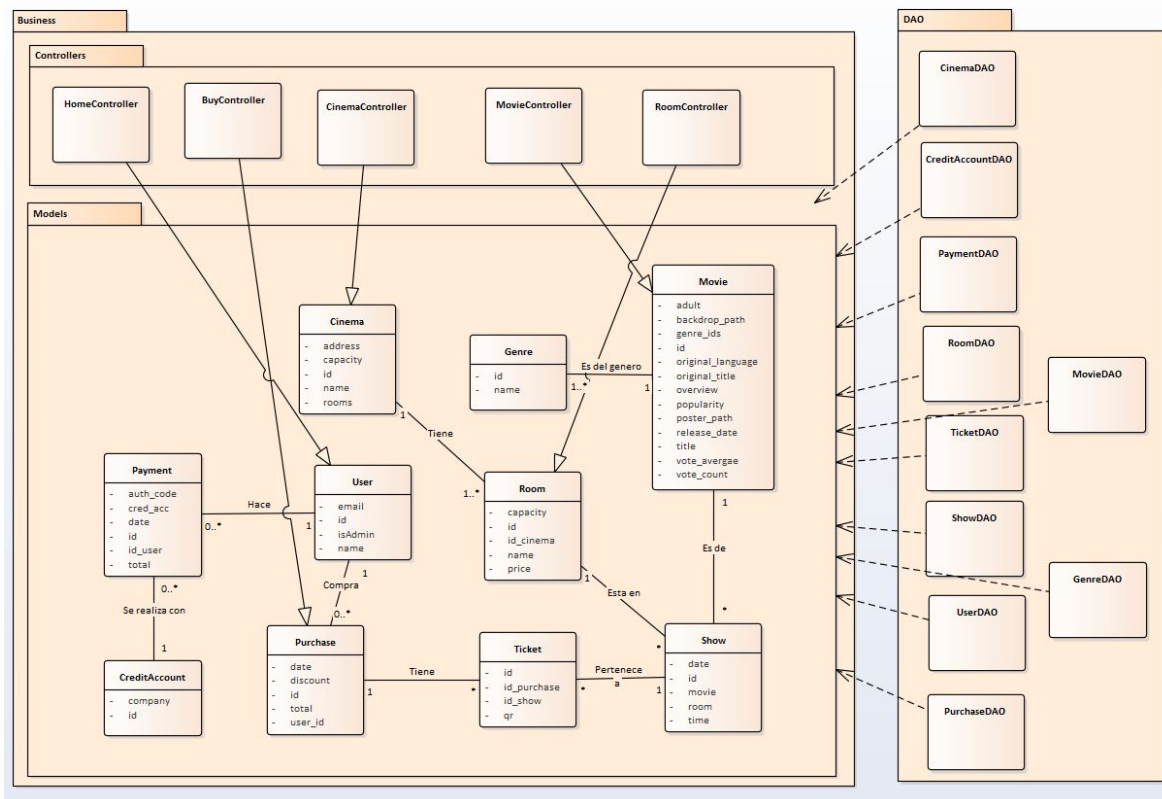 Business
Controllers
HomeController
BuyController
CinemaController
MovieController
RoomController
Models
Cinema
- address
- capacity
- id
- name
- rooms
Genre
- id
- name
Es del genero
1..*
1
Movie
- adult
- backdrop_path
- genre_ids
- id
- original_language
- original_title
- overview
- popularity
- poster_path
- release_date
- title
- vote_avergae
- vote_count
1
Tiene
1..*
Payment
- auth_code
- cred_acc
- date
- id
- id_user
- total
Hace
0..*
1
User
- email
- id
- isAdmin
- name
Room
- capacity
- id
- id_cinema
- name
- price
1
Es de
*
1
Esta en
*
0..*
Se realiza con
1
1
Compra
0..*
CreditAccount
- company
- id
Purchase
- date
- discount
- id
- total
- user_id
Tiene
1
*
Ticket
- id
- id_purchase
- id_show
- qr
Pertenece
a
*
1
Show
- date
- id
- movie
- room
- time
DAO
CinemaDAO
CreditAccountDAO
PaymentDAO
RoomDAO
MovieDAO
TicketDAO
ShowDAO
GenreDAO
UserDAO
PurchaseDAO